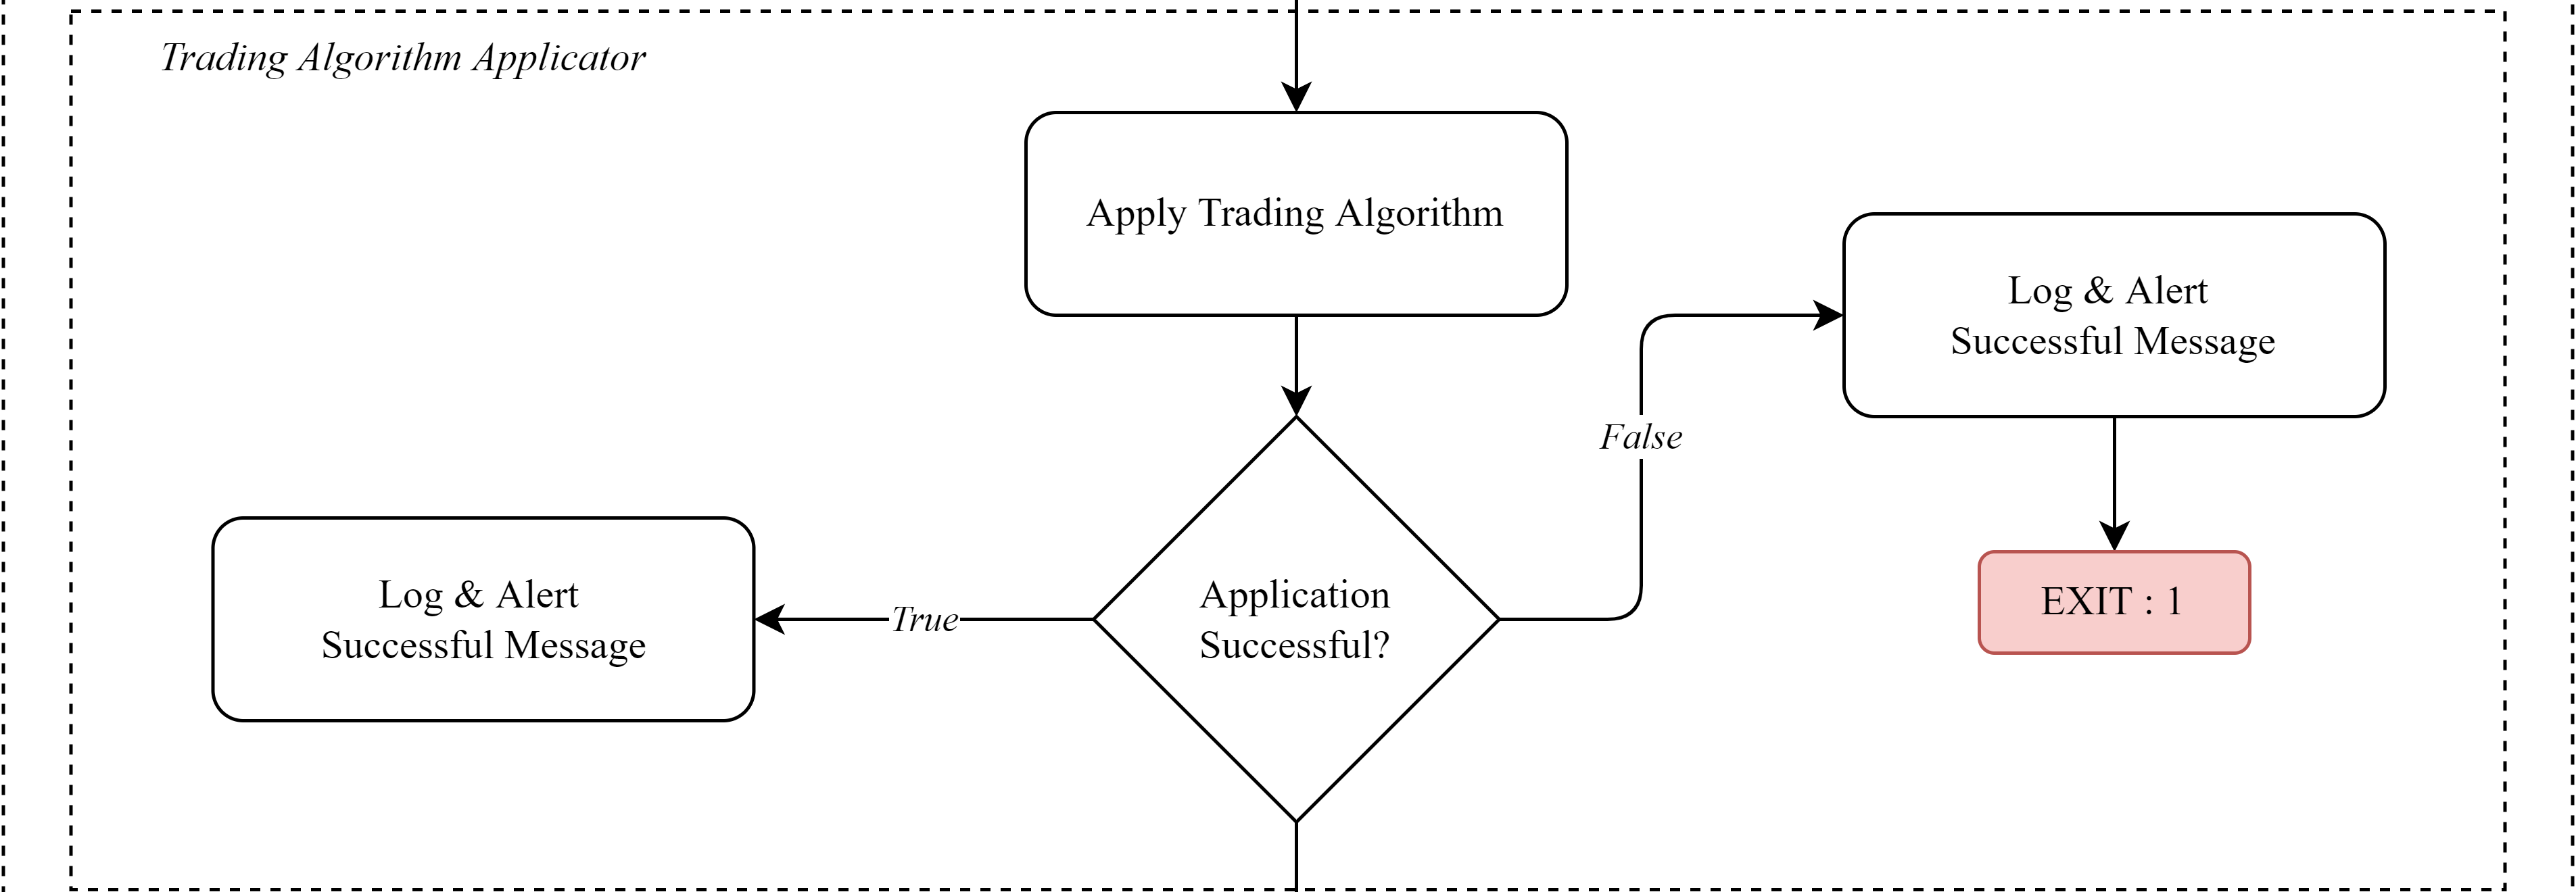 Trading Algorithm Applicator
Apply Trading Algorithm
Log & Alert
Successful Message
False
Log & Alert
Successful Message
True
Application
Successful?
EXIT : 1